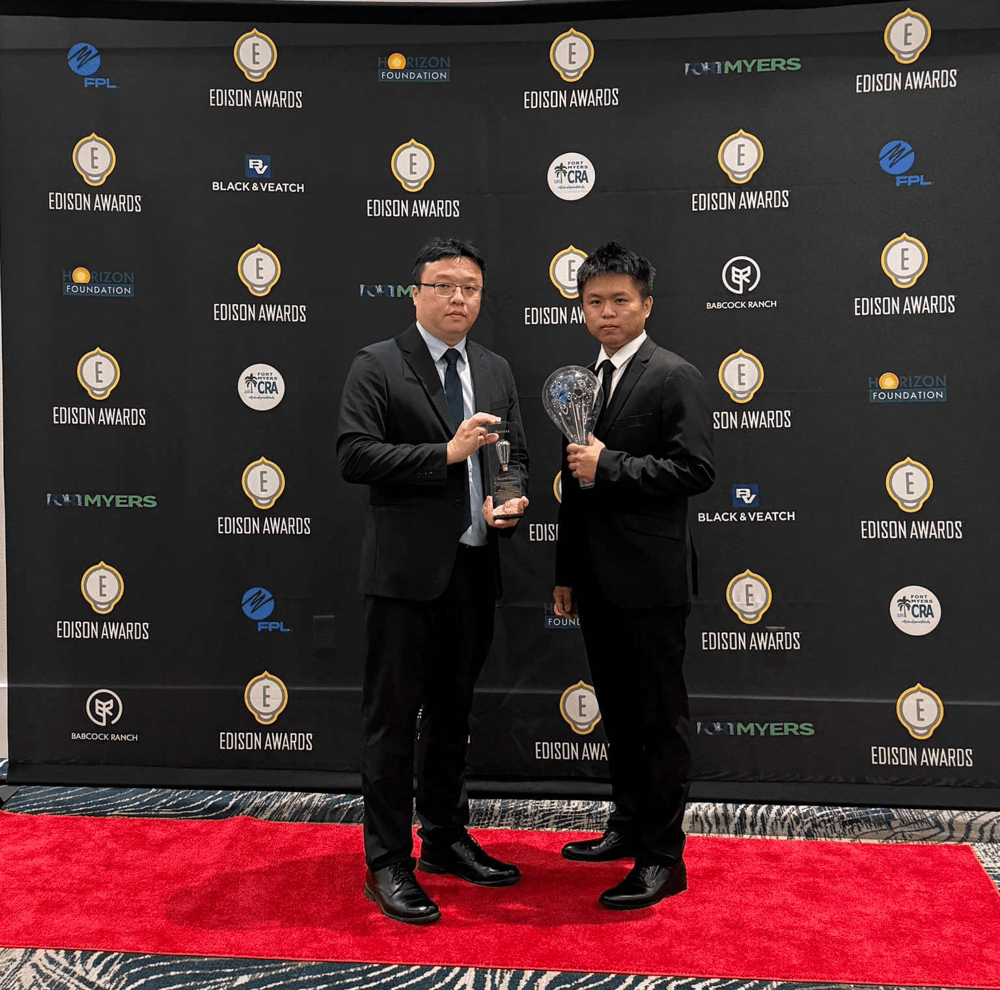 FPL
E
EDISON AWARDS
HORIZON
FOUNDATION
E
EDISON AWARDS
FORT MYERS
E
EDISON AWARDS
E
EDISON AWARDS
BV
BLACK & VEATCH
E
EDISON AWARDS
FORT
MYERS
CRA
E
EDISON AWARDS
FPL
HORIZON
FOUNDATION
E
EDISON AWARDS
FORT M
E
EDISON AW
BABCOCK RANCH
E
EDISON AWARDS
E
EDISON AWARDS
FORT
MYERS
CRA
E
SON AWARDS
HORIZON
FOUNDATION
BRONZE
FORT MYERS
E
EDISON AWARDS
EDIS
BV
BLACK & VEATCH
E
EDISON AWARDS
E
EDISON AWARDS
FPL
H
FOUND
E
EDISON AWARDS
FORT
MYERS
CRA
BABCOCK RANCH
E
EDISON AWARDS
E
EDISON AWA
FORT MYERS
E
EDISON AWARDS